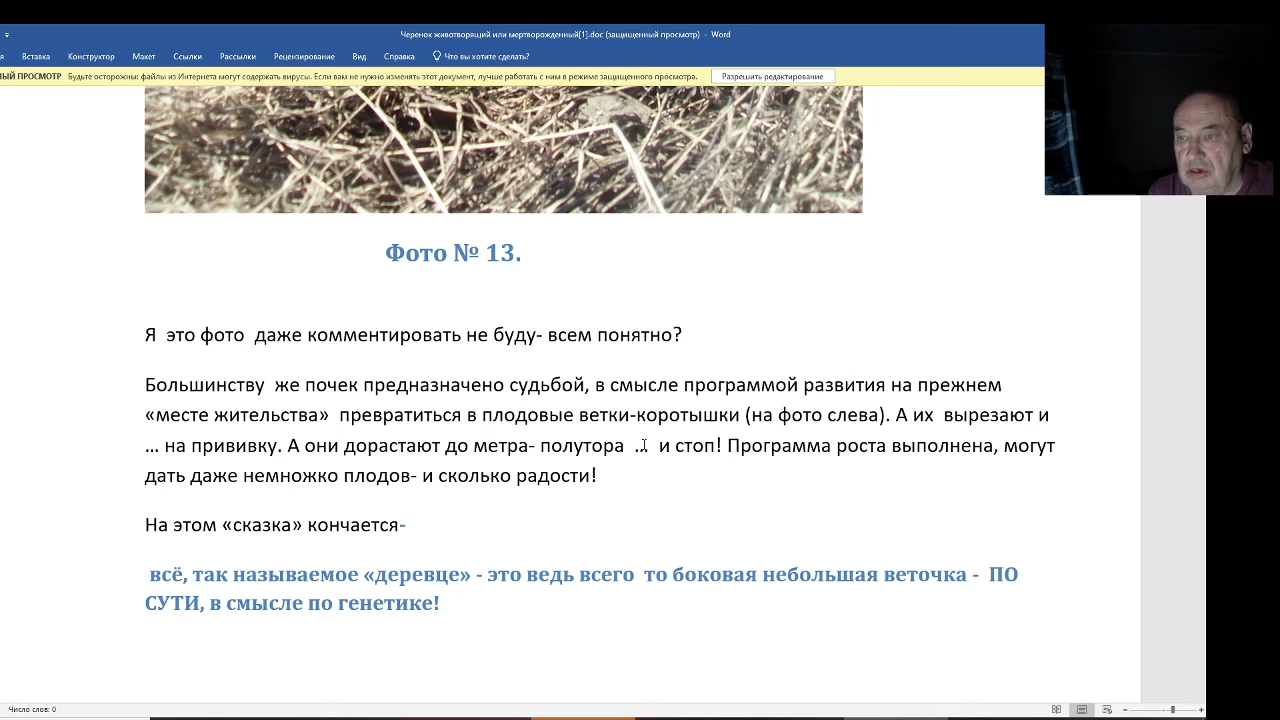 Черенок животворящий или мертворожденный[1].doc (защищенный просмотр) - Word
Вставка Конструктор Макет Ссылки Рассылки Рецензирование Вид Справка Что вы хотите сделать?
ПРОСМОТР Будьте осторожны: файлы из Интернета могут содержать вирусы. Если вам не нужно изменять этот документ, лучше работать с ним в режиме защищенного просмотра. Разрешить редактирование
Фото № 13.
Я это фото даже комментировать не буду- всем понятно?
Большинству же почек предназначено судьбой, в смысле программой развития на прежнем
«месте жительства» превратиться в плодовые ветки-коротышки (на фото слева). А их вырезают и
... на прививку. А они дорастают до метра- полутора ... и стоп! Программа роста выполнена, могут
дать даже немножко плодов- и сколько радости!
На этом «сказка» кончается-
всё, так называемое «деревце» - это ведь всего то боковая небольшая веточка - ПО
СУТИ, в смысле по генетике!
Число слов: 0